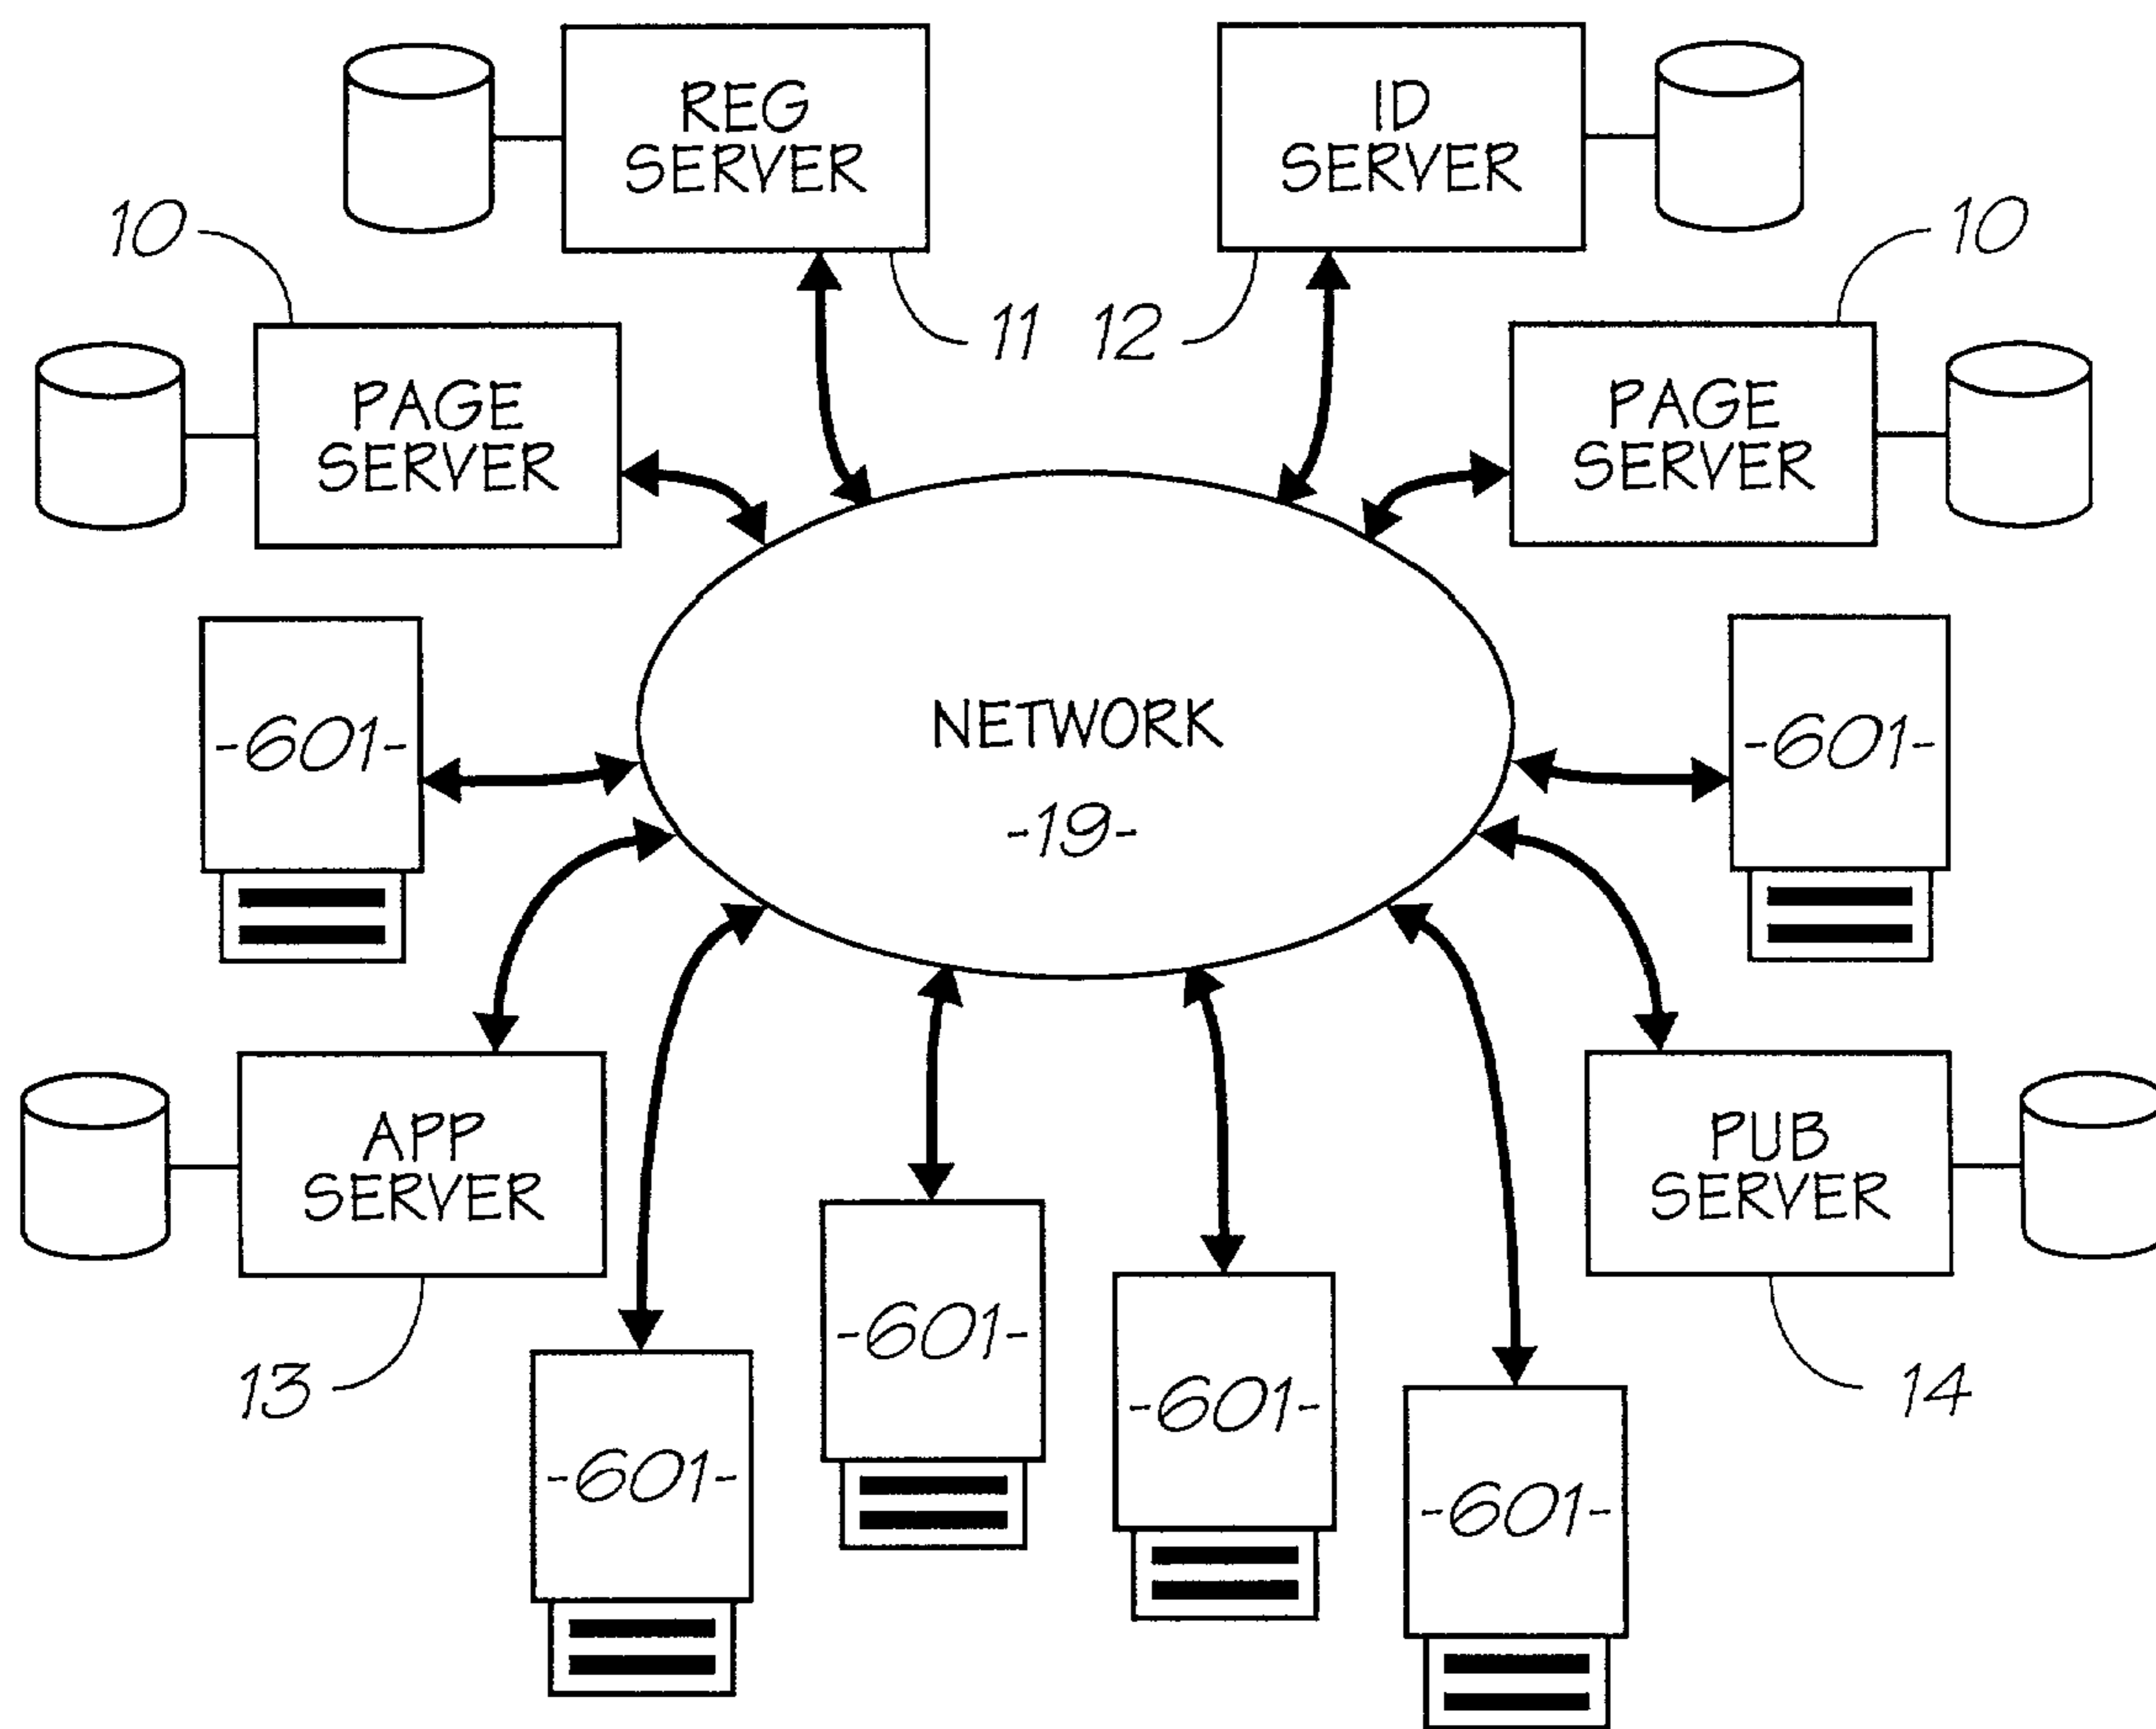 REG
SERVER
ID
SERVER
10
10
11
12
PAGE
SERVER
PAGE
SERVER
-601-
NETWORK
-19-
-601-
APP
SERVER
PUB
SERVER
13
-601-
-601-
-601-
-601-
14